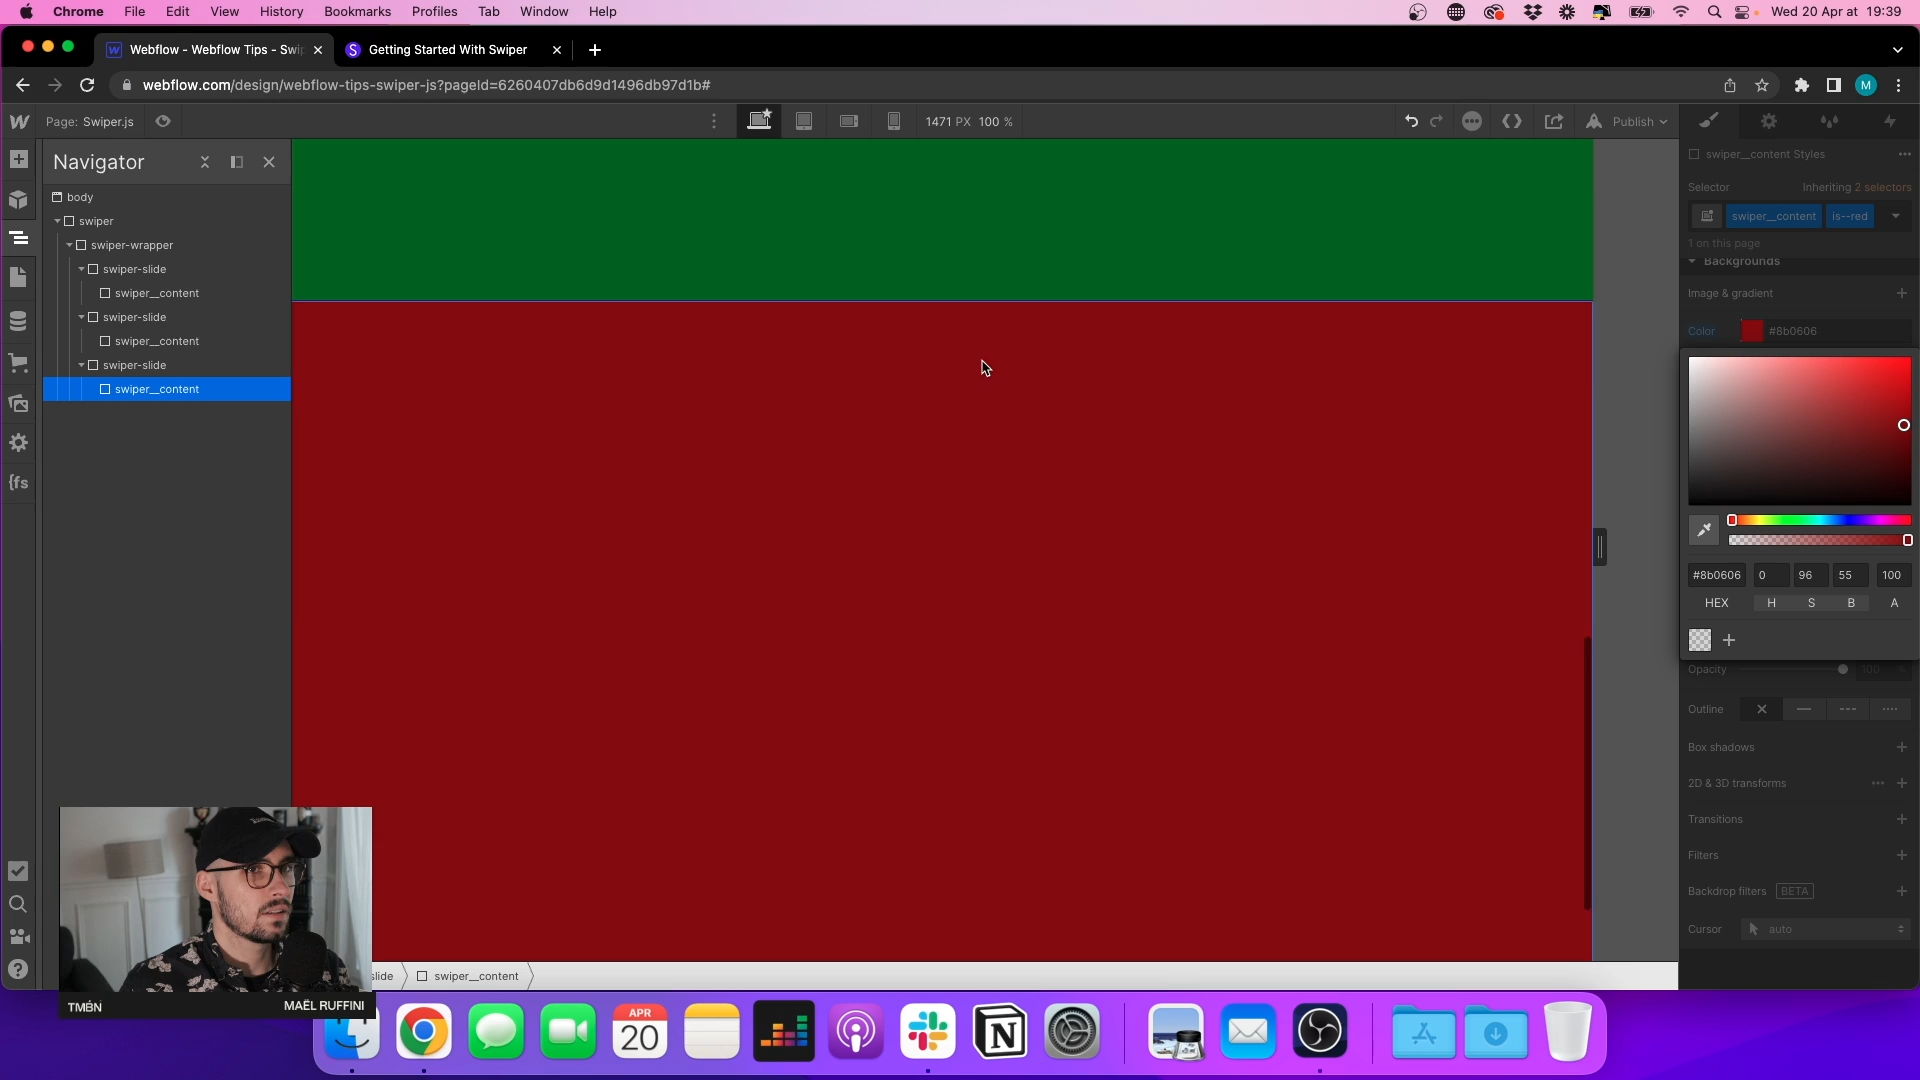 Chrome File Edit View History Bookmarks Profiles Tab Window Help
Wed 20 Apr at 19:39
Webflow - Webflow Tips - Swi
Getting Started With Swiper
webflow.com/design/webflow-tips-swiper-js?pageId=6260407db6d9d1496db97d1b#
M
W Page: Swiper.js
1471 PX 100 %
Publish
Navigator
body
swiper
swiper-wrapper
swiper-slide
swiper__content
swiper-slide
swiper__content
swiper-slide
swiper__content
{fs
swiper__content Styles
Selector Inheriting 2 selectors
swiper__content is--red
1 on this page
Backgrounds
Image & gradient
Color #8b0606
#8b0606 0 96 55 100
HEX H S B A
Opacity 100
Outline
Box shadows
2D & 3D transforms
Transitions
Filters
Backdrop filters BETA
Cursor auto
slide swiper__content
TMBN MAËL RUFFINI
APR
20